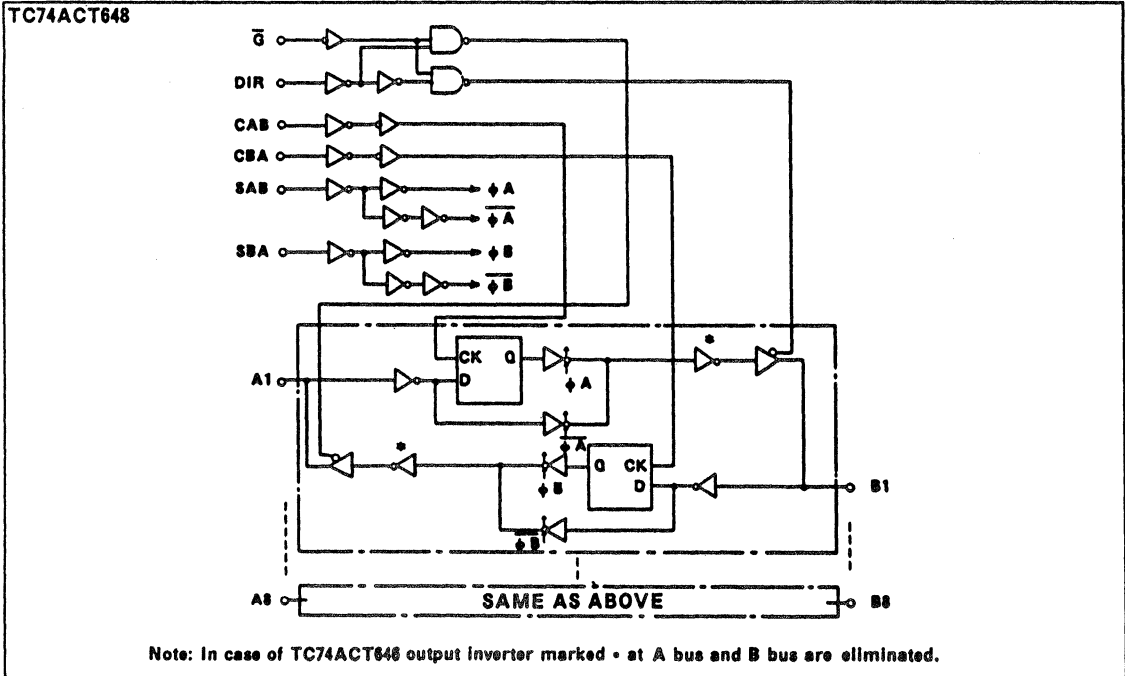 TC74ACT648
G̅
DIR
CAB
CBA
SAB
ϕ A
ϕ A̅
SBA
ϕ B
ϕ B̅
*
CK Q
A1
D
ϕ A
ϕ A̅
*
Q CK
ϕ B
D
B1
ϕ B̅
A8
SAME AS ABOVE
B8
Note: In case of TC74ACT646 output inverter marked * at A bus and B bus are eliminated.